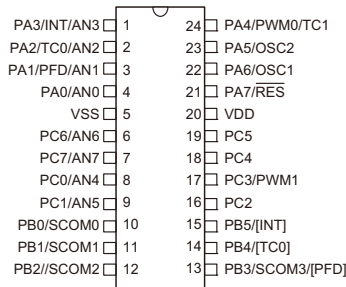 PA3/INT/AN3 1 24 PA4/PWM0/TC1
PA2/TC0/AN2 2 23 PA5/OSC2
PA1/PFD/AN1 3 22 PA6/OSC1
PA0/AN0 4 21 PA7/RES
VSS 5 20 VDD
PC6/AN6 6 19 PC5
PC7/AN7 7 18 PC4
PC0/AN4 8 17 PC3/PWM1
PC1/AN5 9 16 PC2
PB0/SCOM0 10 15 PB5/[INT]
PB1/SCOM1 11 14 PB4/[TC0]
PB2//SCOM2 12 13 PB3/SCOM3/[PFD]